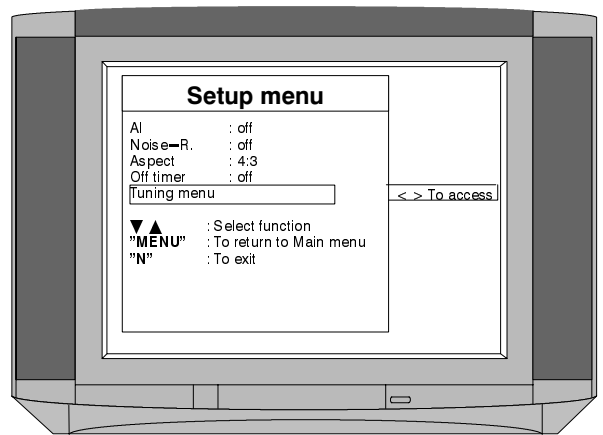 Setup menu
AI : off
Noise-R. : off
Aspect : 4:3
Off timer : off
Tuning menu
< > To access
▼ ▲ : Select function
”MENU” : To return to Main menu
”N” : To exit